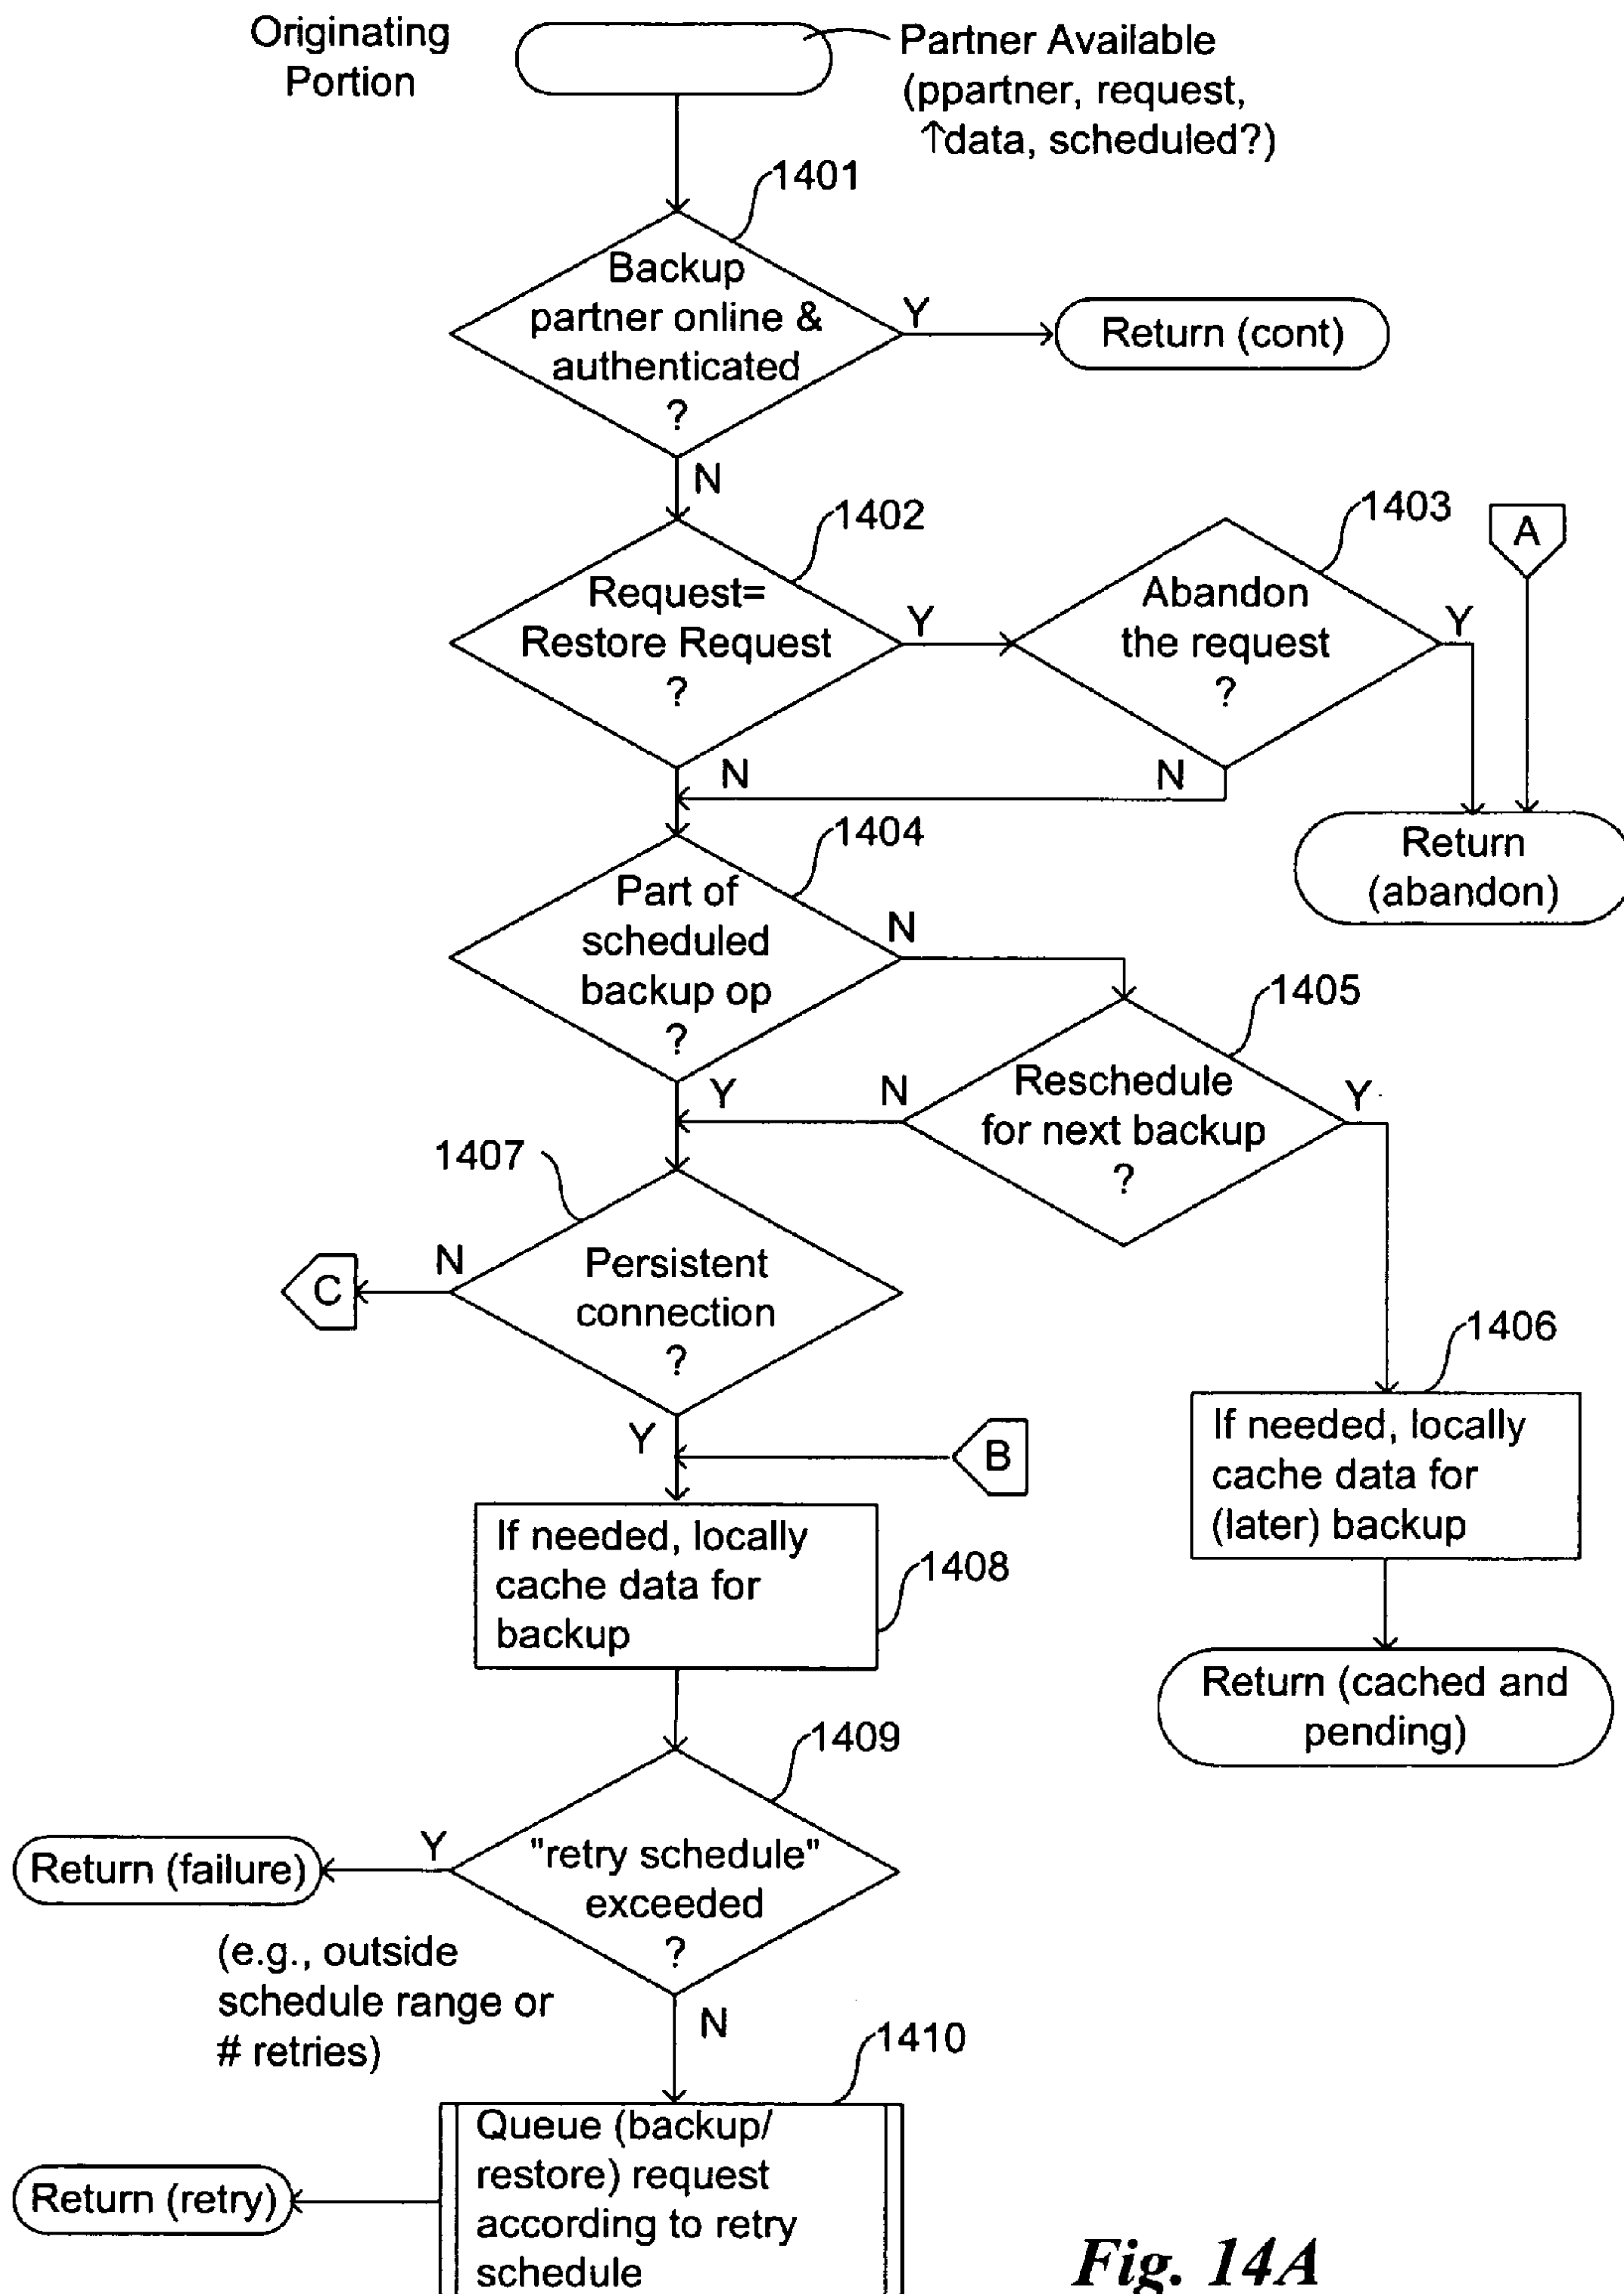 Originating
Portion
Partner Available
(ppartner, request,
↑data, scheduled?)
1401
Backup
partner online &
authenticated
?
Y
Return (cont)
N
1402
Request=
Restore Request
?
Y
1403
Abandon
the request
?
Y
A
N
N
Return
(abandon)
1404
Part of
scheduled
backup op
?
N
1405
Reschedule
for next backup
?
Y
N
Y
1407
Persistent
connection
?
N
C
Y
B
1406
If needed, locally
cache data for
(later) backup
Return (cached and
pending)
1408
If needed, locally
cache data for
backup
1409
"retry schedule"
exceeded
?
Y
Return (failure)
(e.g., outside
schedule range or
# retries)
N
1410
Queue (backup/
restore) request
according to retry
schedule
Return (retry)
Fig. 14A